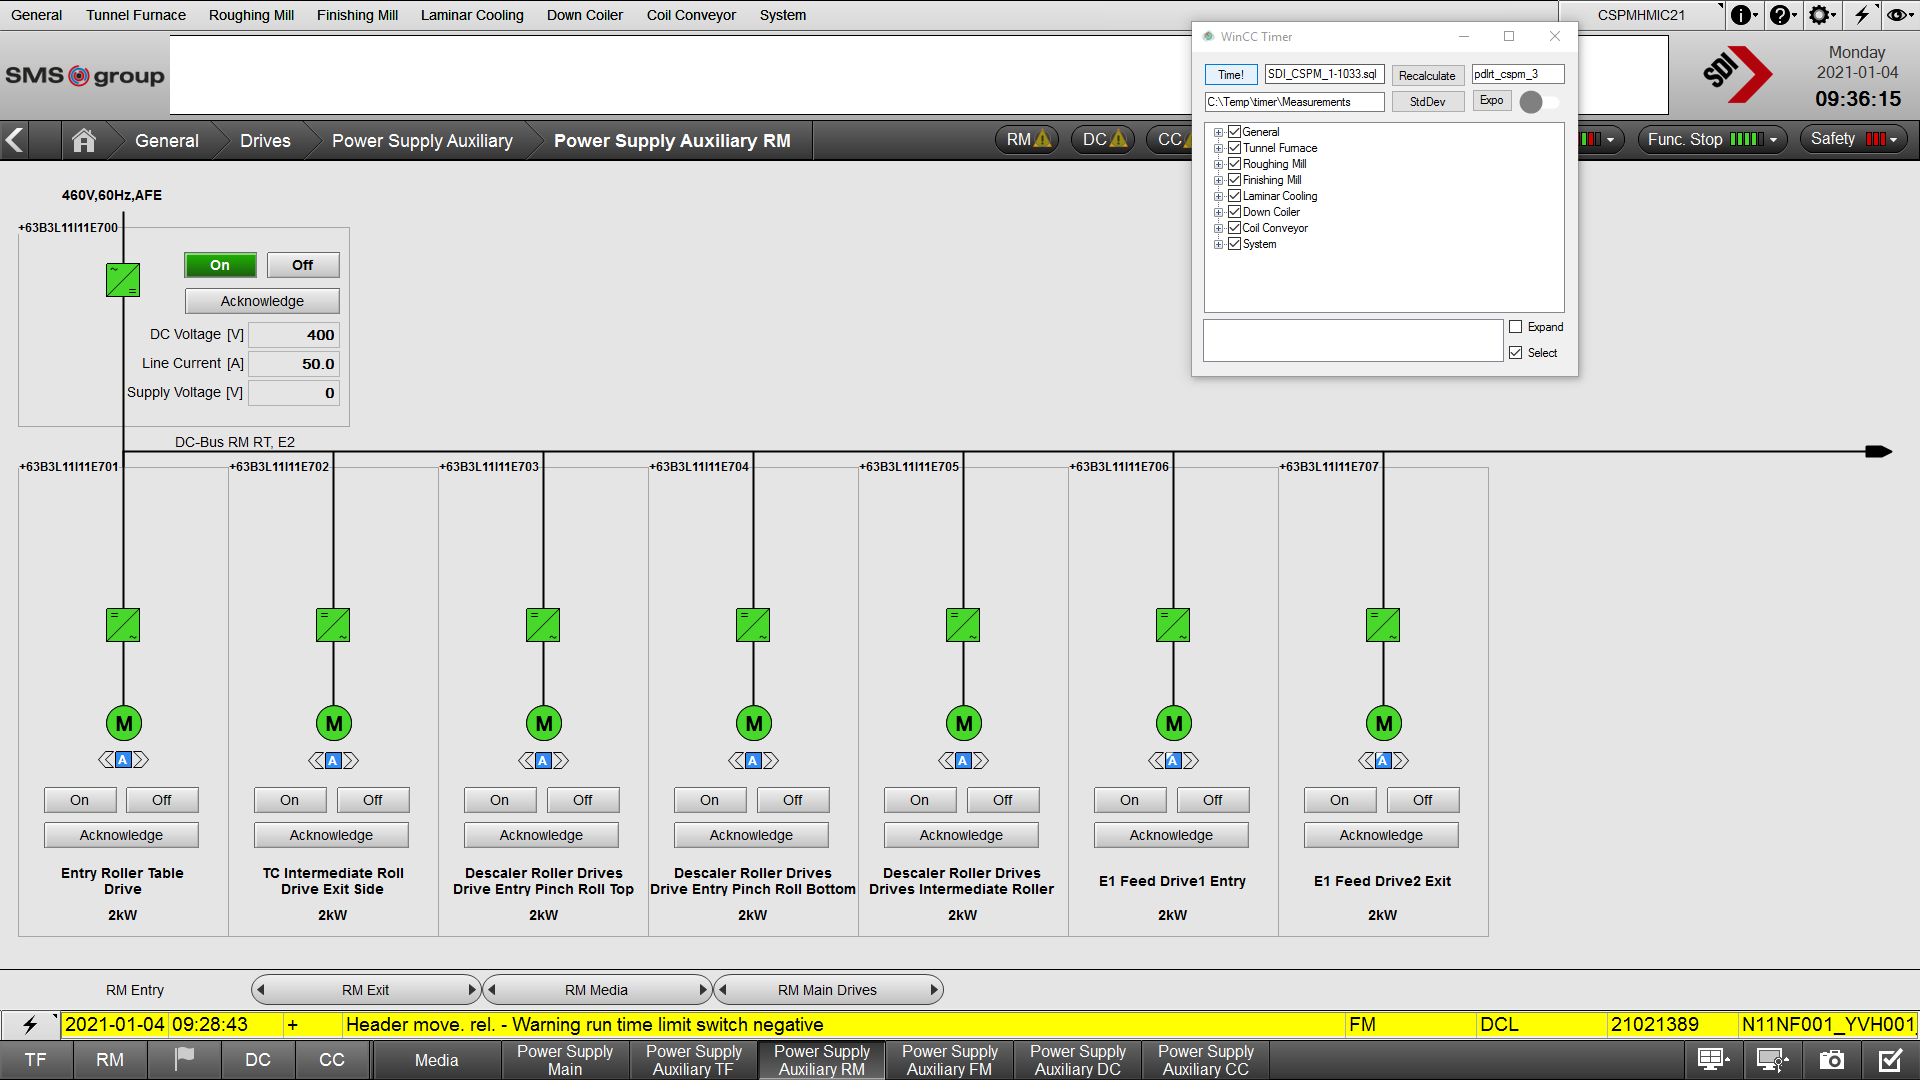 General Tunnel Furnace Roughing Mill Finishing Mill Laminar Cooling Down Coiler Coil Conveyor System CSPMHMIC21
SMS group
WinCC Timer
Time! SDI_CSPM_1-1033.sql Recalculate pdlrt_cspm_3
C:\Temp\timer\Measurements StdDev Expo
General
Tunnel Furnace
Roughing Mill
Finishing Mill
Laminar Cooling
Down Coiler
Coil Conveyor
System
Expand
Select
SDI
Monday
2021-01-04
09:36:15
General Drives Power Supply Auxiliary Power Supply Auxiliary RM RM DC CC Func. Stop Safety
460V,60Hz,AFE
+63B3L11I11E700
On Off
Acknowledge
DC Voltage [V] 400
Line Current [A] 50.0
Supply Voltage [V] 0
DC-Bus RM RT, E2
+63B3L11I11E701 +63B3L11I11E702 +63B3L11I11E703 +63B3L11I11E704 +63B3L11I11E705 +63B3L11I11E706 +63B3L11I11E707
M M M M M M M
A A A A A A A
On Off On Off On Off On Off On Off On Off On Off
Acknowledge Acknowledge Acknowledge Acknowledge Acknowledge Acknowledge Acknowledge
Entry Roller Table
Drive
2kW
TC Intermediate Roll
Drive Exit Side
2kW
Descaler Roller Drives
Drive Entry Pinch Roll Top
2kW
Descaler Roller Drives
Drive Entry Pinch Roll Bottom
2kW
Descaler Roller Drives
Drives Intermediate Roller
2kW
E1 Feed Drive1 Entry
2kW
E1 Feed Drive2 Exit
2kW
RM Entry RM Exit RM Media RM Main Drives
2021-01-04 09:28:43 + Header move. rel. - Warning run time limit switch negative FM DCL 21021389 N11NF001_YVH001
TF RM DC CC Media
Power Supply
Main
Power Supply
Auxiliary TF
Power Supply
Auxiliary RM
Power Supply
Auxiliary FM
Power Supply
Auxiliary DC
Power Supply
Auxiliary CC